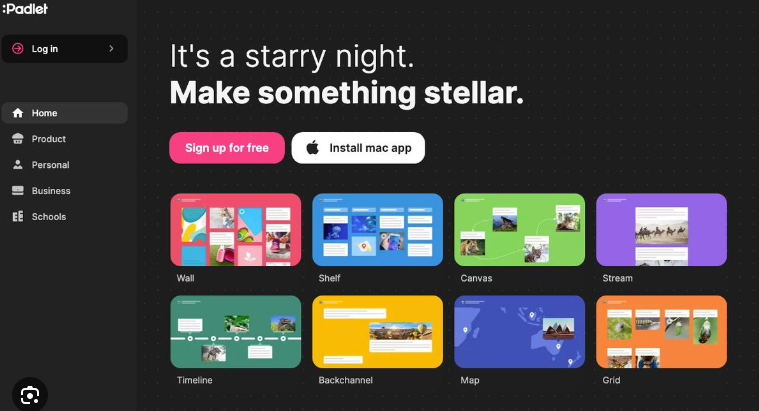 :Padlet
Log in
Home
Product
Personal
Business
Schools
It's a starry night.
Make something stellar.
Sign up for free
Install mac app
Wall
Shelf
Canvas
Stream
Timeline
Backchannel
Map
Grid